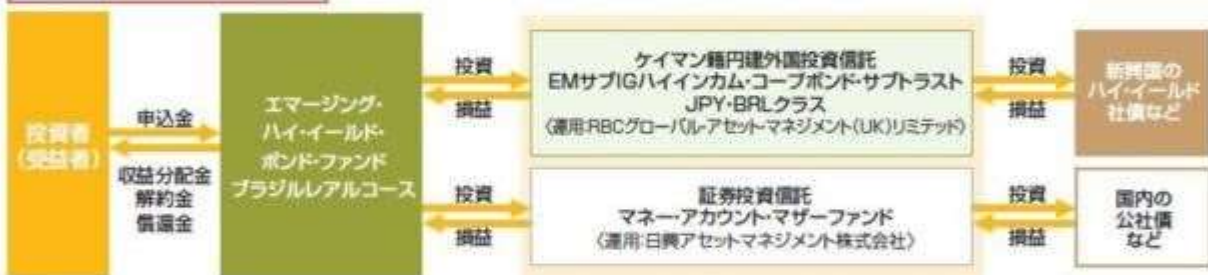 投資者
(受益者)
申込金
収益分配金
解約金
償還金
エマージング・
ハイ・イールド・
ボンド・ファンド
ブラジルレアルコース
投資
損益
ケイマン籍円建外国投資信託
EMサブIGハイインカム・コープボンド・サブトラスト
JPY・BRLクラス
〈運用:RBCグローバル・アセット・マネジメント(UK)リミテッド〉
投資
損益
新興国の
ハイ・イールド
社債など
投資
損益
証券投資信託
マネー・アカウント・マザーファンド
〈運用:日興アセットマネジメント株式会社〉
投資
損益
国内の
公社債
など